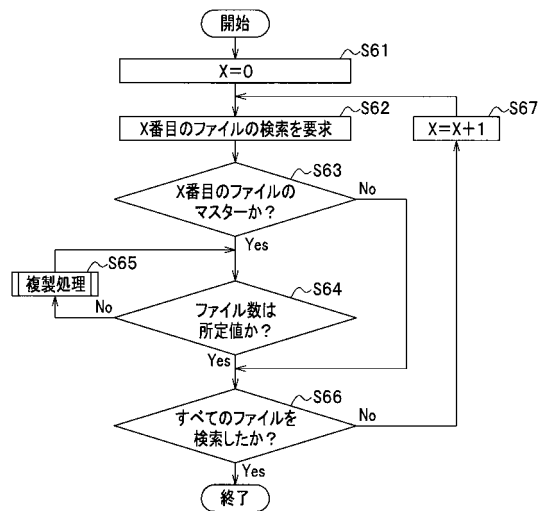 開始
S61
X=0
S62
X番目のファイルの検索を要求
S67
X=X+1
S63
X番目のファイルの
マスターか?
No
Yes
S65
複製処理
S64
ファイル数は
所定値か?
No
Yes
S66
すべてのファイルを
検索したか?
No
Yes
終了